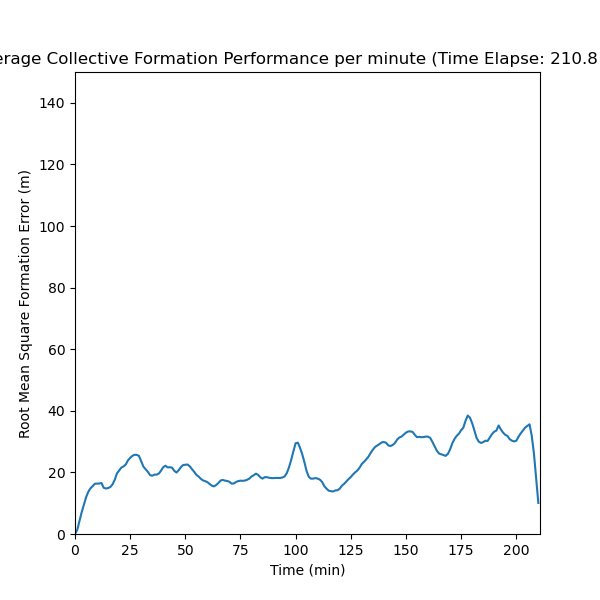 erage Collective Formation Performance per minute (Time Elapse: 210.8
140
120
100
80
60
40
20
0
Root Mean Square Formation Error (m)
0 25 50 75 100 125 150 175 200
Time (min)